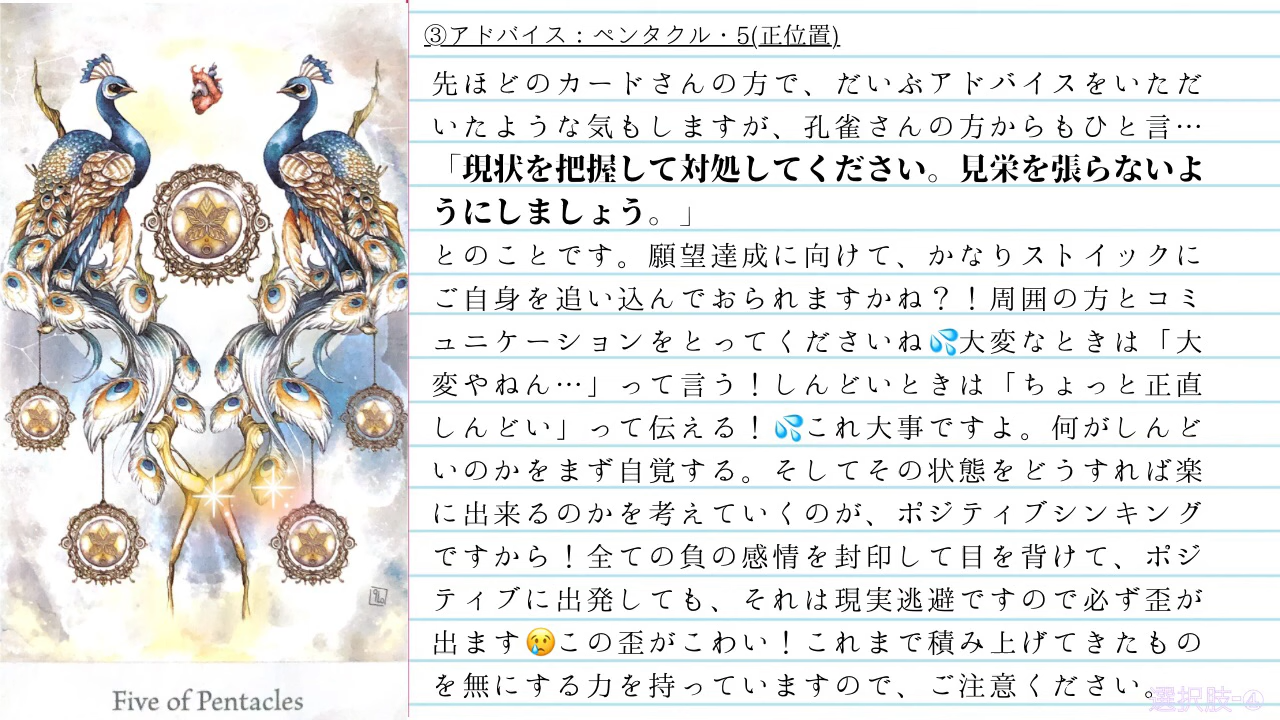 ③アドバイス：ペンタクル・5(正位置)
先ほどのカードさんの方で、だいぶアドバイスをいただ
いたような気もしますが、孔雀さんの方からもひと言…
「現状を把握して対処してください。見栄を張らないよ
うにしましょう。」
とのことです。願望達成に向けて、かなりストイックに
ご自身を追い込んでおられますかね？！周囲の方とコミ
ュニケーションをとってくださいね💦大変なときは「大
変やねん…」って言う！しんどいときは「ちょっと正直
しんどい」って伝える！💦これ大事ですよ。何がしんど
いのかをまず自覚する。そしてその状態をどうすれば楽
に出来るのかを考えていくのが、ポジティブシンキング
ですから！全ての負の感情を封印して目を背けて、ポジ
ティブに出発しても、それは現実逃避ですので必ず歪が
出ます😢この歪がこわい！これまで積み上げてきたもの
を無にする力を持っていますので、ご注意ください。
選択肢-④
Five of Pentacles